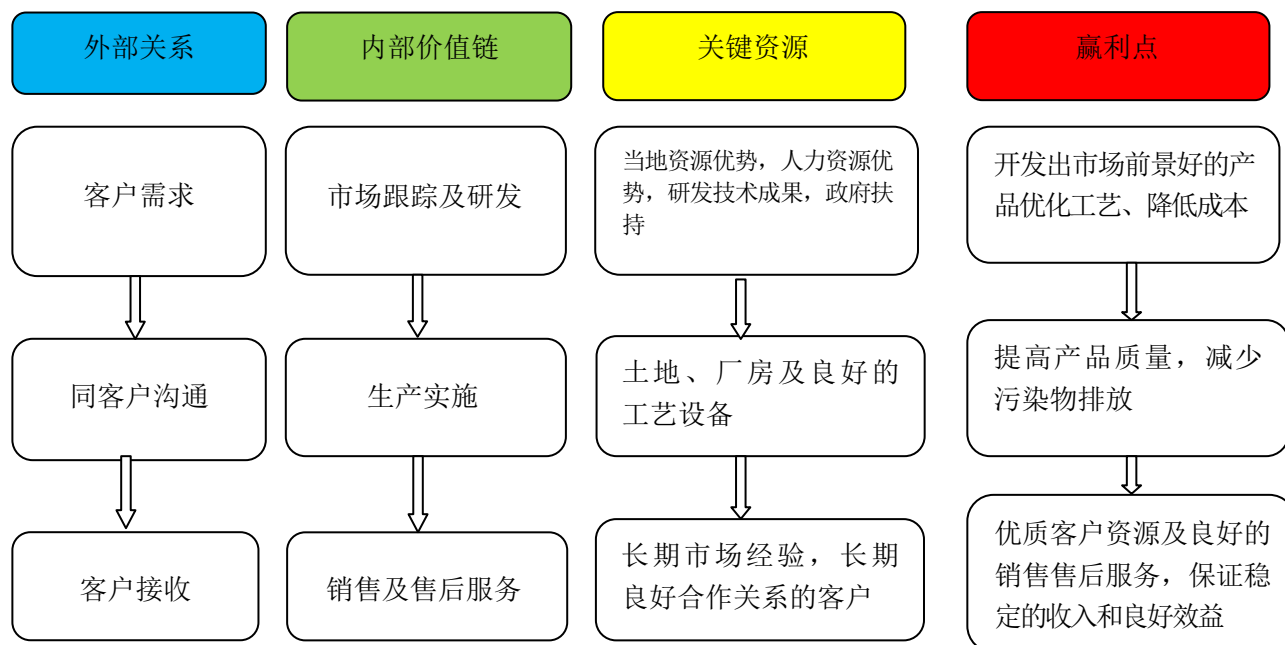 外部关系
内部价值链
关键资源
赢利点
客户需求
市场跟踪及研发
当地资源优势，人力资源优
势，研发技术成果，政府扶
持
开发出市场前景好的产
品优化工艺、降低成本
同客户沟通
生产实施
土地、厂房及良好的
工艺设备
提高产品质量，减少
污染物排放
客户接收
销售及售后服务
长期市场经验，长期
良好合作关系的客户
优质客户资源及良好的
销售售后服务，保证稳
定的收入和良好效益